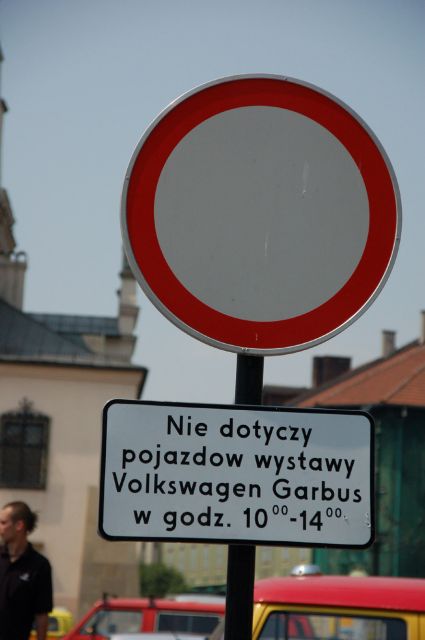 Nie dotyczy
pojazdow wystawy
Volkswagen Garbus
w godz. 10⁰⁰-14⁰⁰.